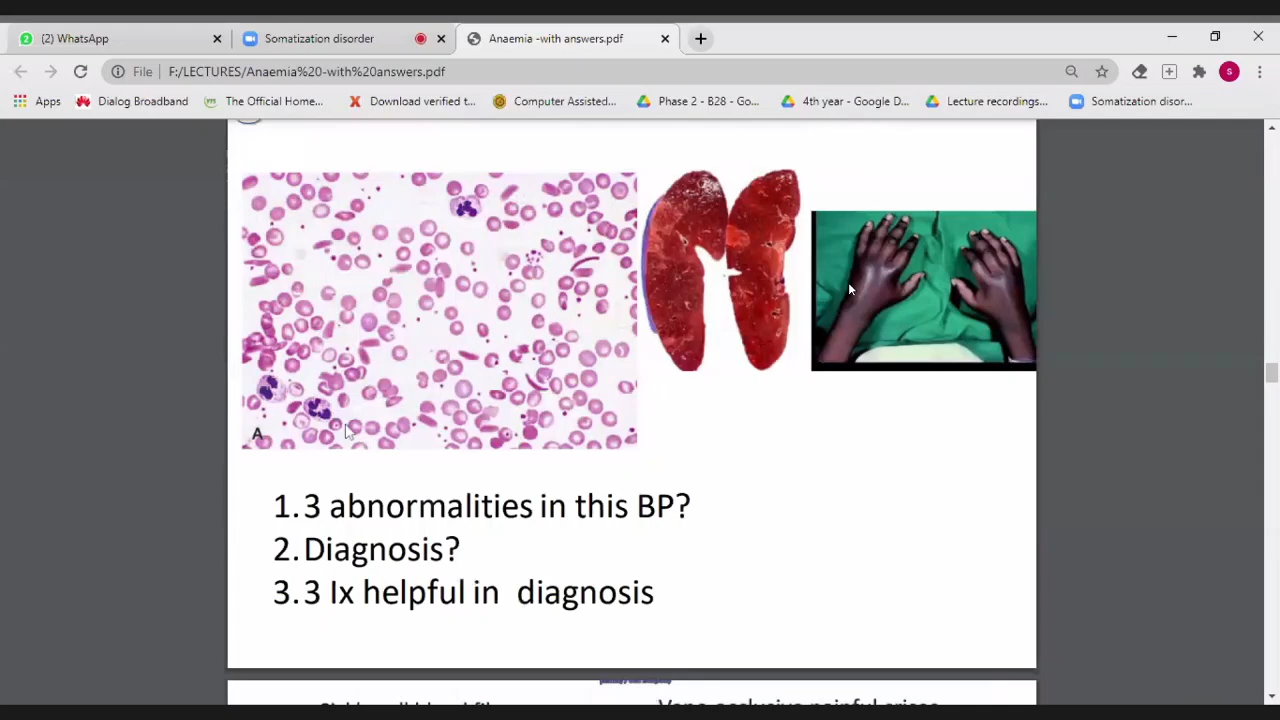 (2) WhatsApp
Somatization disorder
Anaemia -with answers.pdf
File
F:/LECTURES/Anaemia%20-with%20answers.pdf
S
Apps
Dialog Broadband:
The Official Home...
Download verified t...
Computer Assisted...
Phase 2 - B28 - Go...
4th year - Google D...
Lecture recordings...
Somatization disor...
A
1.3 abnormalities in this BP?
2.Diagnosis?
3.3 Ix helpful in diagnosis